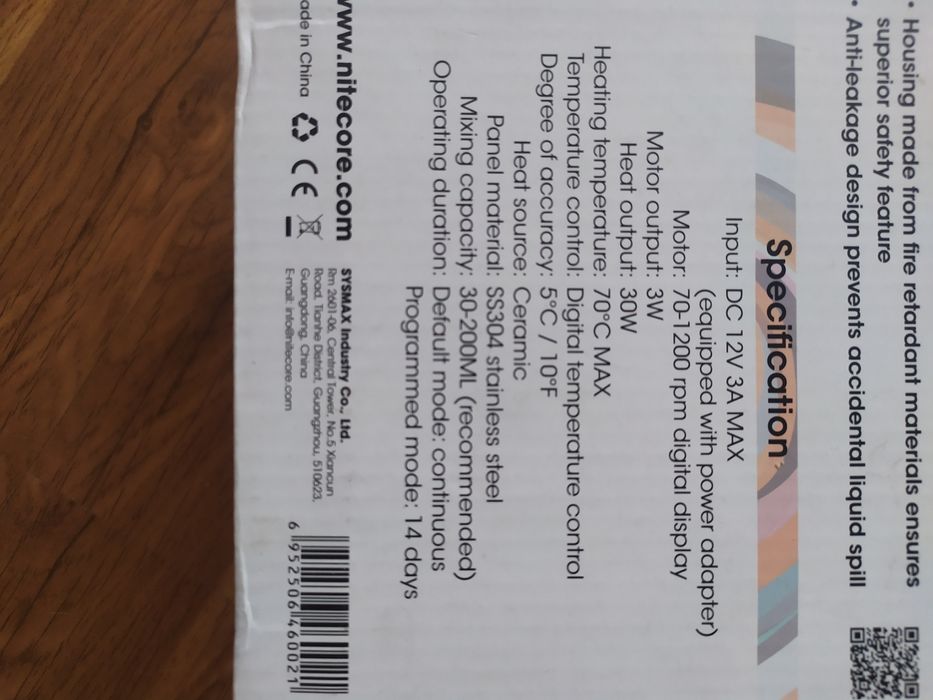 • Housing made from fire retardant materials ensures
superior safety feature
• Anti-leakage design prevents accidental liquid spill
Specification
Input: DC 12V 3A MAX
(equipped with power adapter)
Motor: 70-1200 rpm digital display
Motor output: 3W
Heat output: 30W
Heating temperature: 70°C MAX
Temperature control: Digital temperature control
Degree of accuracy: 5°C / 10°F
Heat source: Ceramic
Panel material: SS304 stainless steel
Mixing capacity: 30-200ML (recommended)
Operating duration: Default mode: continuous
Programmed mode: 14 days
www.nitecore.com
ade in China CE
SYSMAX Industry Co., Ltd.
Rm 2601-06, Central Tower, No.5 Xiancun
Road, Tianhe District, Guangzhou, 510623,
Guangdong, China
E-mail: info@nitecore.com
6 952506 460021